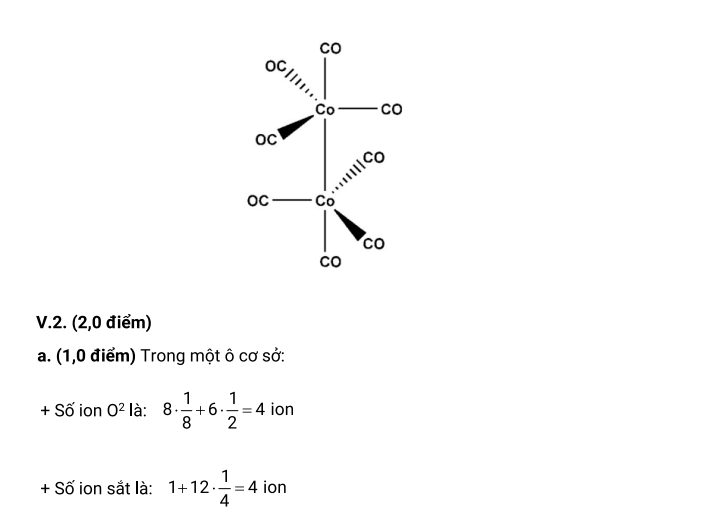 CO
OC
Co
CO
OC
CO
OC
Co
CO
CO
V.2. (2,0 điểm)
a. (1,0 điểm) Trong một ô cơ sở:
+ Số ion O² là: 8·1/8+6·1/2=4 ion
+ Số ion sắt là: 1+12·1/4=4 ion